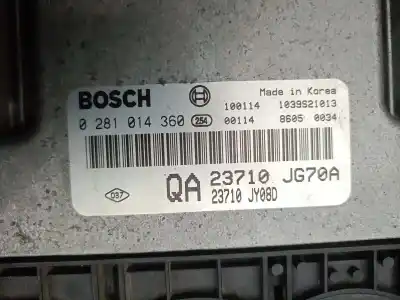 BOSCH
Made in Korea
100114 1039S21013
0 281 014 360 254 00114 8605 0034
037
QA 23710 JG70A
23710 JY08D